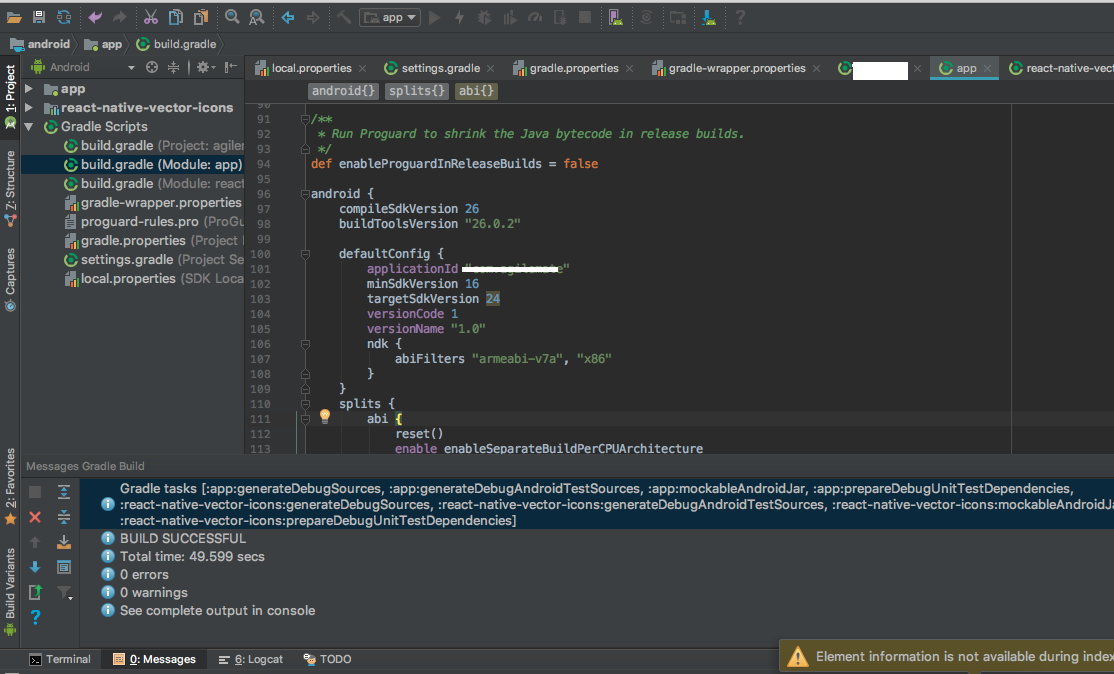 app
android
app
build.gradle
Android
local.properties
settings.gradle
gradle.properties
gradle-wrapper.properties
app
react-native-vect
1: Project
Z: Structure
Captures
2: Favorites
Build Variants
app
react-native-vector-icons
Gradle Scripts
build.gradle (Project: agiler
build.gradle (Module: app)
build.gradle (Module: react
gradle-wrapper.properties
proguard-rules.pro (ProGu
gradle.properties (Project
settings.gradle (Project Se
local.properties (SDK Loca
android{} splits{} abi{}
90
91 /**
92 * Run Proguard to shrink the Java bytecode in release builds.
93 */
94 def enableProguardInReleaseBuilds = false
95
96 android {
97 compileSdkVersion 26
98 buildToolsVersion "26.0.2"
99
100 defaultConfig {
101 applicationId
102 minSdkVersion 16
103 targetSdkVersion 24
104 versionCode 1
105 versionName "1.0"
106 ndk {
107 abiFilters "armeabi-v7a", "x86"
108 }
109 }
110 splits {
111 abi {
112 reset()
113 enable enableSeparateBuildPerCPUArchitecture
Messages Gradle Build
Gradle tasks [:app:generateDebugSources, :app:generateDebugAndroidTestSources, :app:mockableAndroidJar, :app:prepareDebugUnitTestDependencies,
:react-native-vector-icons:generateDebugSources, :react-native-vector-icons:generateDebugAndroidTestSources, :react-native-vector-icons:mockableAndroidJa
:react-native-vector-icons:prepareDebugUnitTestDependencies]
BUILD SUCCESSFUL
Total time: 49.599 secs
0 errors
0 warnings
See complete output in console
Terminal
0: Messages
6: Logcat
TODO
Element information is not available during index